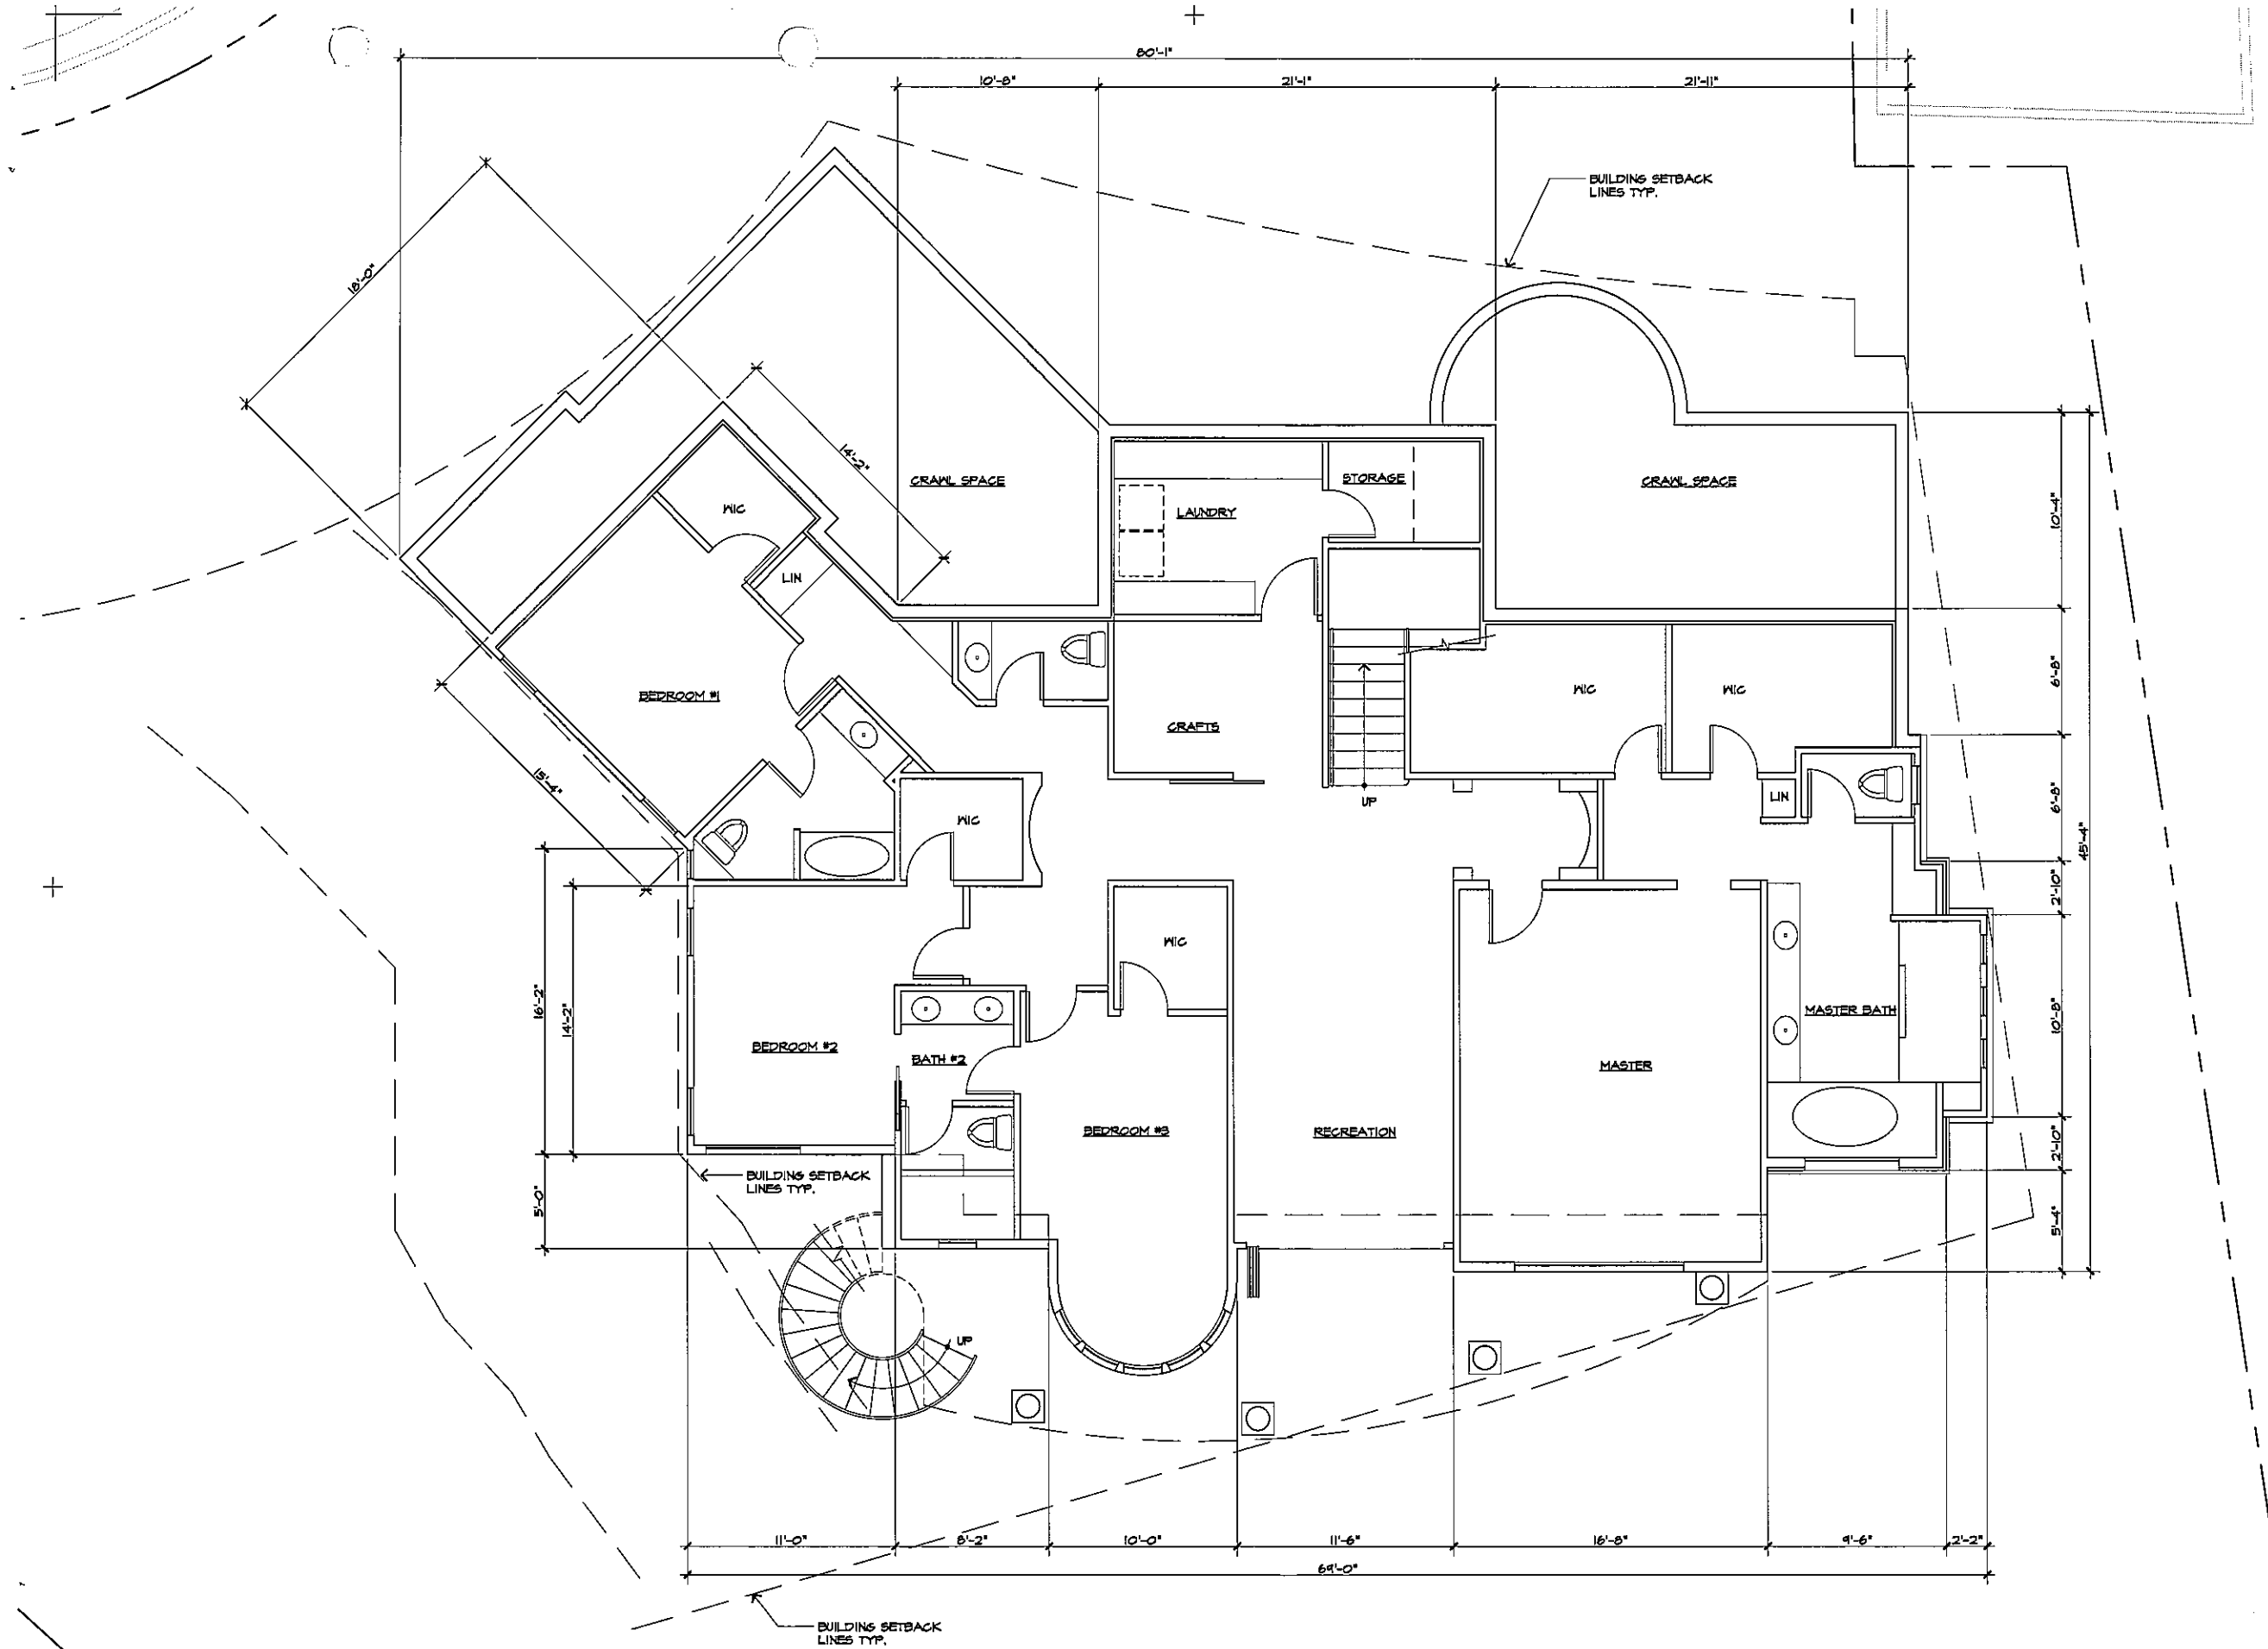 80'-1"
10'-8"
21'-1"
21'-11"
BUILDING SETBACK
LINES TYP.
18'-0"
14'-2"
CRAWL SPACE
STORAGE
CRAWL SPACE
LAUNDRY
WIC
10'-4"
LIN
BEDROOM #1
WIC
WIC
6'-8"
CRAFTS
15'-4"
UP
LIN
6'-8"
WIC
45'-4"
2'-10"
WIC
16'-2"
14'-2"
MASTER BATH
10'-8"
BEDROOM #2
BATH #2
MASTER
BEDROOM #3
RECREATION
2'-10"
BUILDING SETBACK
LINES TYP.
5'-0"
5'-4"
UP
11'-0"
8'-2"
10'-0"
11'-6"
16'-8"
9'-6"
2'-2"
69'-0"
BUILDING SETBACK
LINES TYP.